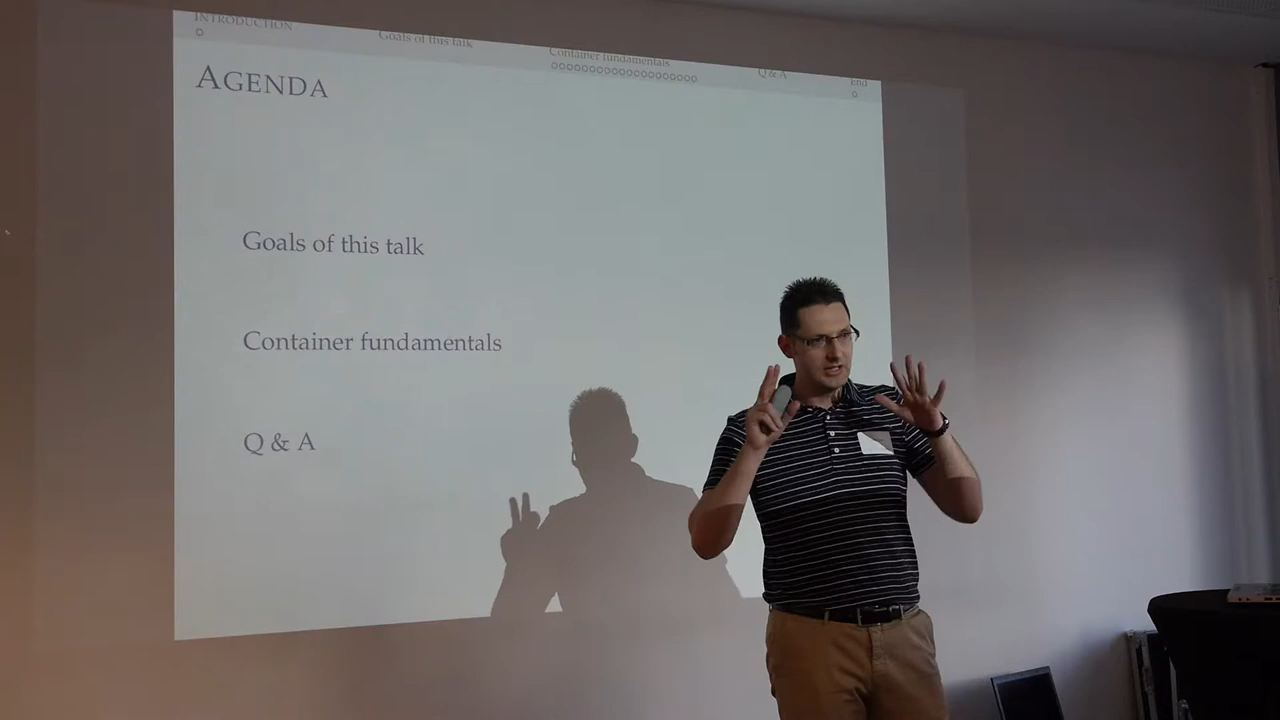 INTRODUCTION
Goals of this talk
Container fundamentals
Q & A
End
AGENDA
Goals of this talk
Container fundamentals
Q & A